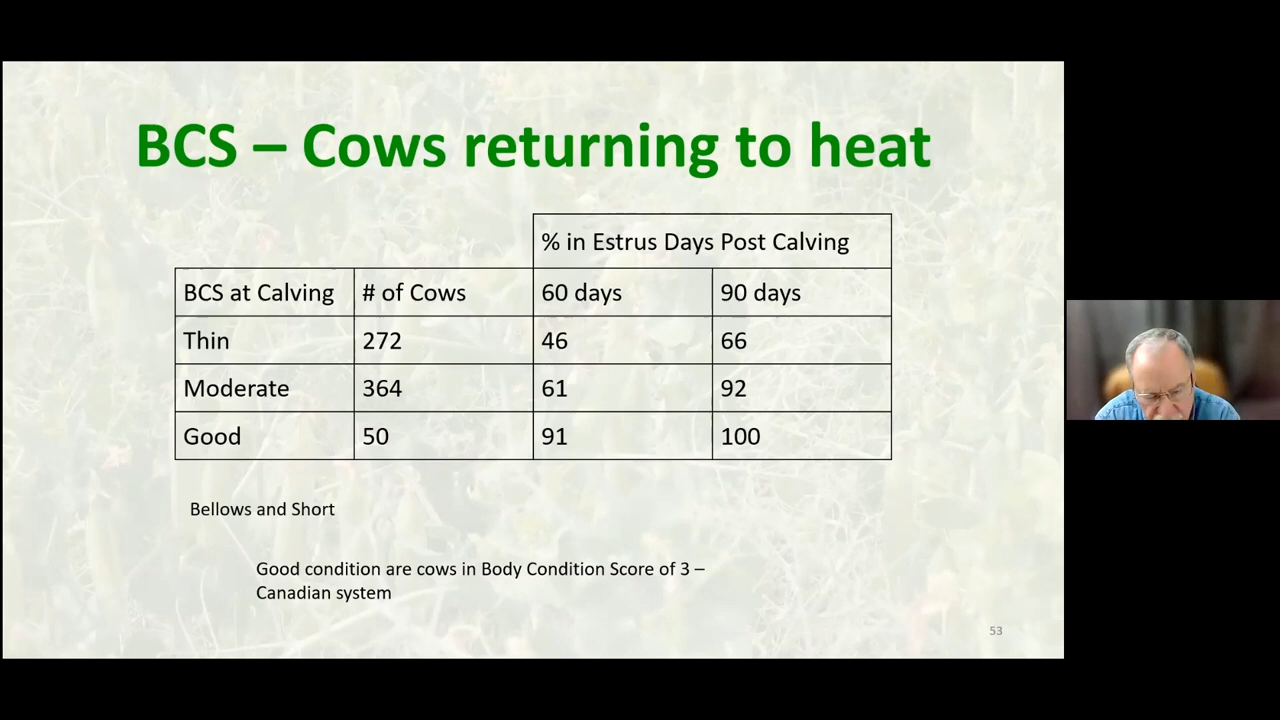 BCS – Cows returning to heat
% in Estrus Days Post Calving
BCS at Calving # of Cows 60 days 90 days
Thin 272 46 66
Moderate 364 61 92
Good 50 91 100
Bellows and Short
Good condition are cows in Body Condition Score of 3 –
Canadian system
53